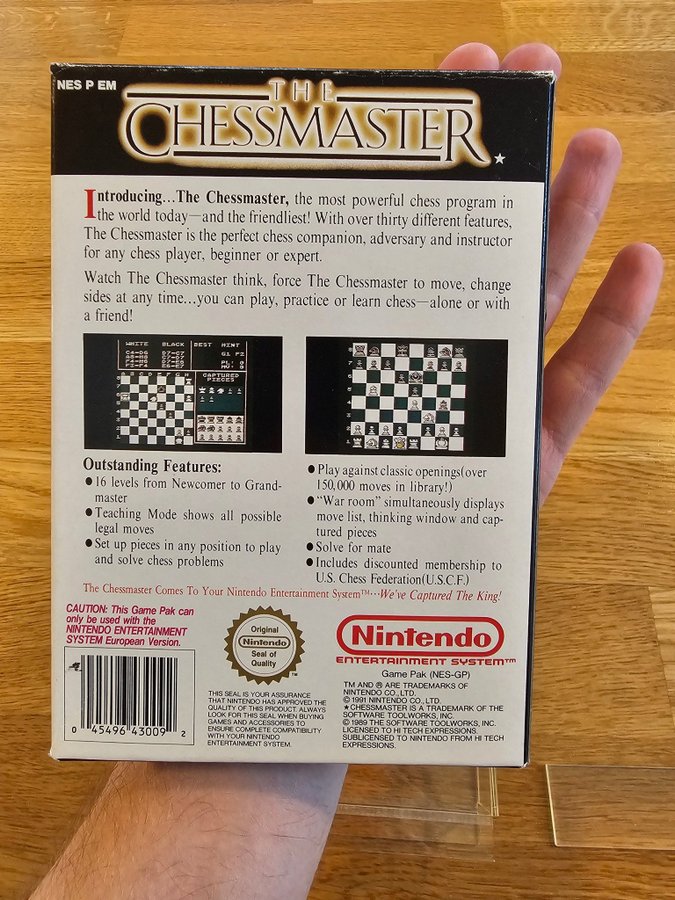 NES P EM
THE
CHESSMASTER
Introducing...The Chessmaster, the most powerful chess program in
the world today—and the friendliest! With over thirty different features,
The Chessmaster is the perfect chess companion, adversary and instructor
for any chess player, beginner or expert.
Watch The Chessmaster think, force The Chessmaster to move, change
sides at any time...you can play, practice or learn chess—alone or with
a friend!
WHITE BLACK BEST HINT
CAPTURED
PIECES
Outstanding Features:
●16 levels from Newcomer to Grand-
master
●Teaching Mode shows all possible
legal moves
●Set up pieces in any position to play
and solve chess problems
●Play against classic openings(over
150,000 moves in library!)
●"War room" simultaneously displays
move list, thinking window and cap-
tured pieces
●Solve for mate
●Includes discounted membership to
U.S. Chess Federation(U.S.C.F.)
The Chessmaster Comes To Your Nintendo Entertainment System™...We've Captured The King!
CAUTION: This Game Pak can
only be used with the
NINTENDO ENTERTAINMENT
SYSTEM European Version.
0 45496 43009 2
Original
Nintendo
Seal of
Quality
TM
THIS SEAL IS YOUR ASSURANCE
THAT NINTENDO HAS APPROVED THE
QUALITY OF THIS PRODUCT. ALWAYS
LOOK FOR THIS SEAL WHEN BUYING
GAMES AND ACCESSORIES TO
ENSURE COMPLETE COMPATIBILITY
WITH YOUR NINTENDO
ENTERTAINMENT SYSTEM.
Nintendo
ENTERTAINMENT SYSTEM™
Game Pak (NES-GP)
TM AND ® ARE TRADEMARKS OF
NINTENDO CO., LTD.
© 1991 NINTENDO CO., LTD.
★CHESSMASTER IS A TRADEMARK OF THE
SOFTWARE TOOLWORKS, INC.
© 1989 THE SOFTWARE TOOLWORKS, INC.
LICENSED TO HI TECH EXPRESSIONS.
SUBLICENSED TO NINTENDO FROM HI TECH
EXPRESSIONS.